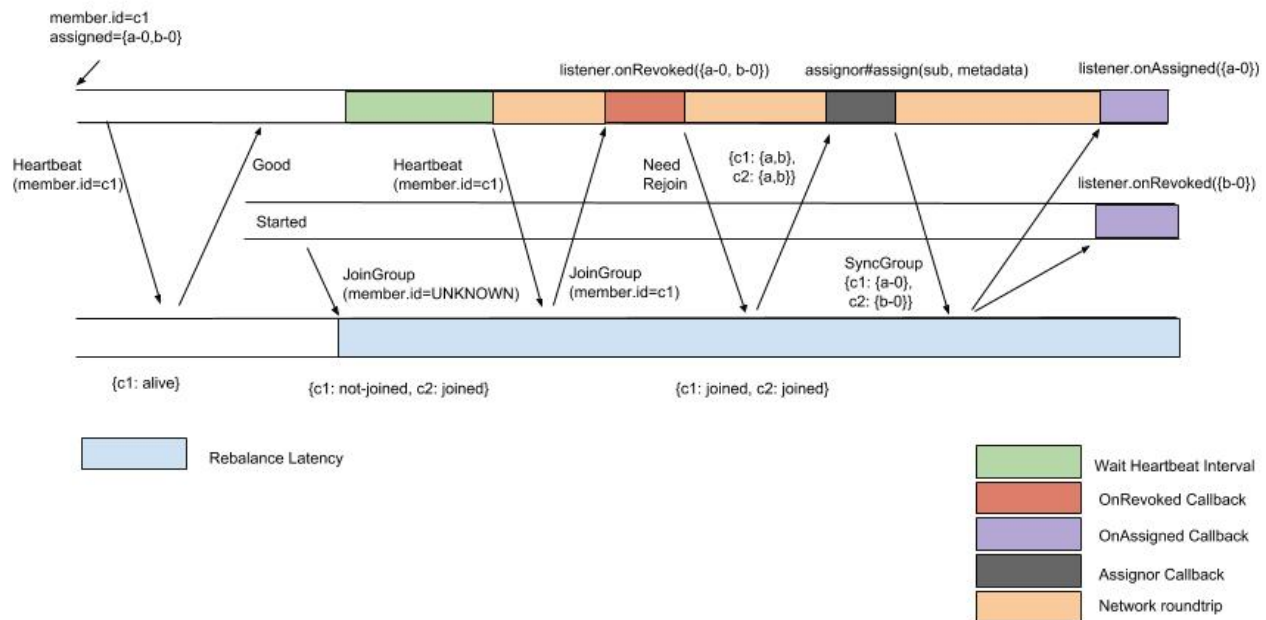 member.id=c1
assigned={a-0,b-0}
listener.onRevoked({a-0, b-0})
assignor#assign(sub, metadata)
listener.onAssigned({a-0})
Heartbeat
(member.id=c1)
Good
Heartbeat
(member.id=c1)
Need
Rejoin
{c1: {a,b},
c2: {a,b}}
listener.onRevoked({b-0})
Started
JoinGroup
(member.id=UNKNOWN)
JoinGroup
(member.id=c1)
SyncGroup
{c1: {a-0},
c2: {b-0}}
{c1: alive}
{c1: not-joined, c2: joined}
{c1: joined, c2: joined}
Rebalance Latency
Wait Heartbeat Interval
OnRevoked Callback
OnAssigned Callback
Assignor Callback
Network roundtrip